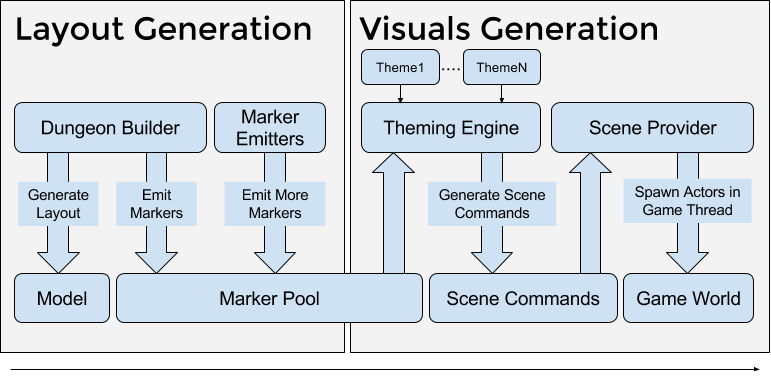 Layout Generation
Visuals Generation
Theme1
....
ThemeN
Dungeon Builder
Marker
Emitters
Theming Engine
Scene Provider
Generate
Layout
Emit
Markers
Emit More
Markers
Generate Scene
Commands
Spawn Actors in
Game Thread
Model
Marker Pool
Scene Commands
Game World